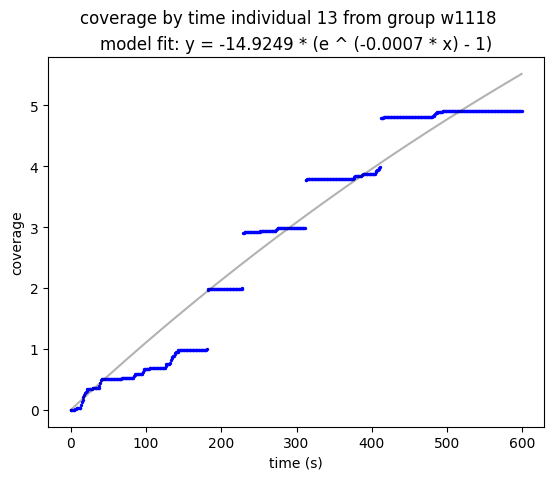 coverage by time individual 13 from group w1118
model fit: y = -14.9249 * (e ^ (-0.0007 * x) - 1)
5
4
3
2
1
0
coverage
0 100 200 300 400 500 600
time (s)